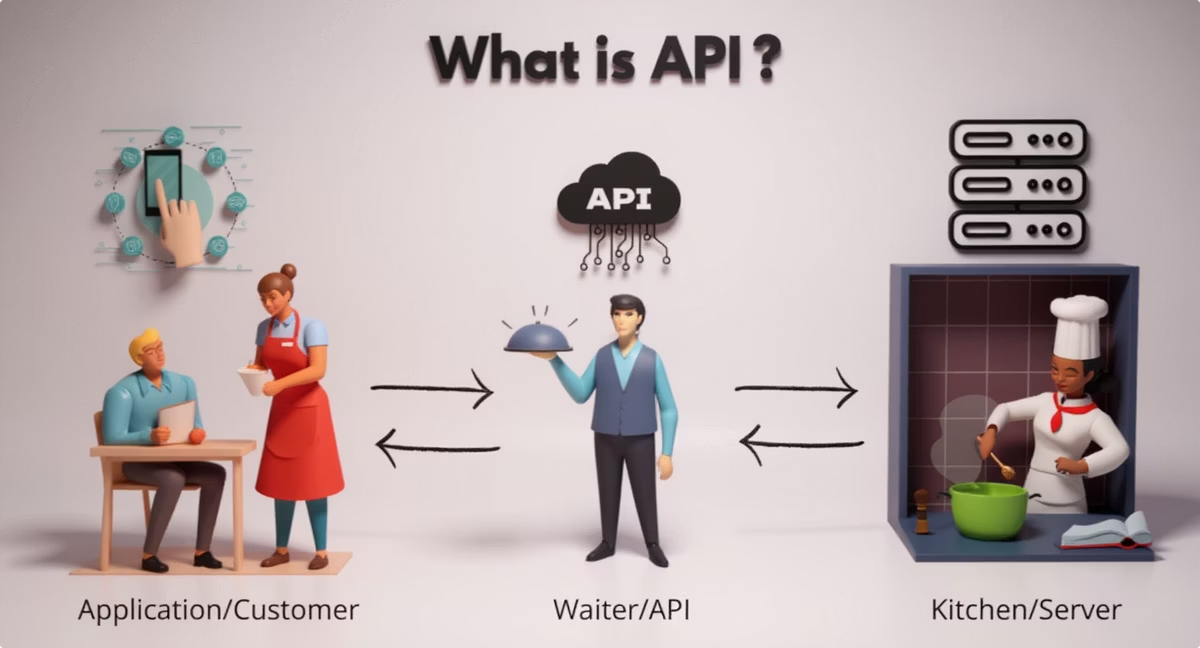 What is API?
API
Application/Customer
Waiter/API
Kitchen/Server